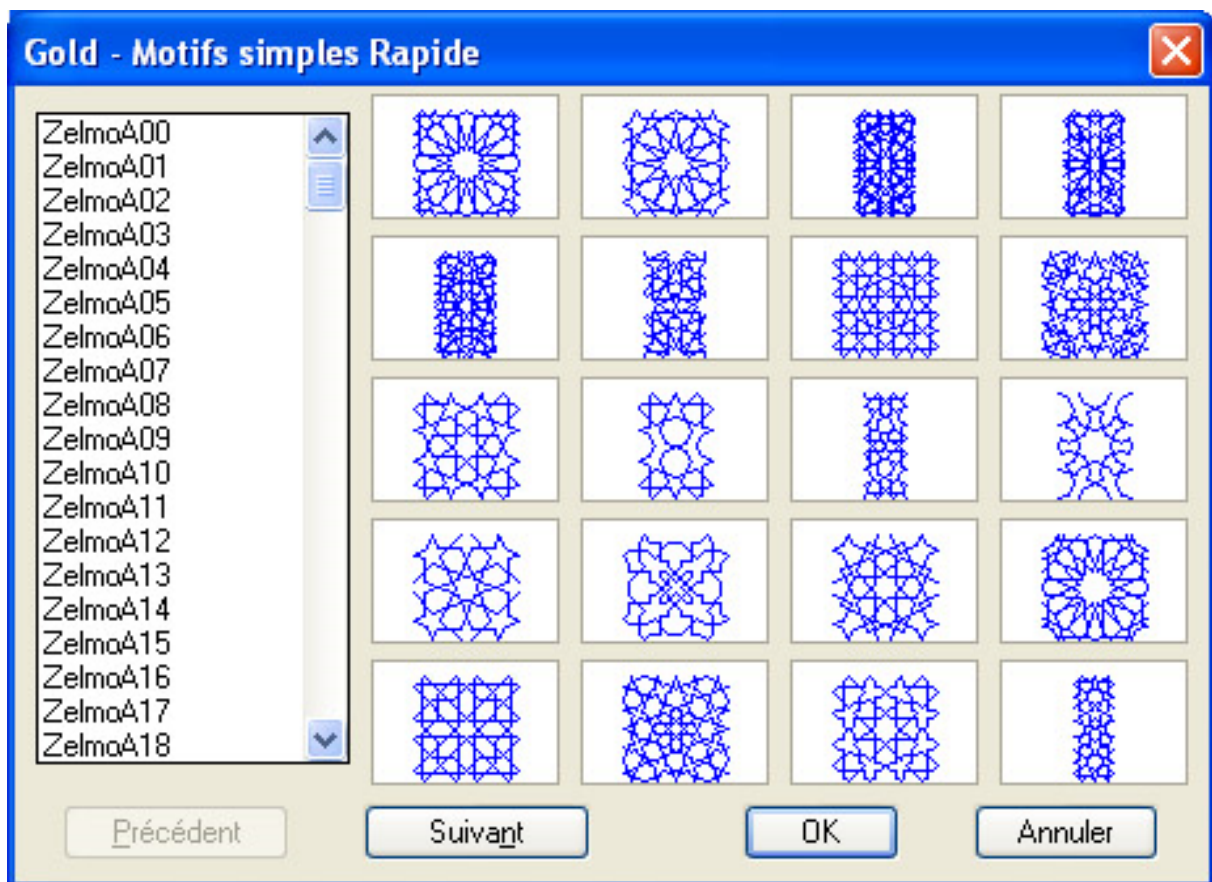 Gold - Motifs simples Rapide
ZelmoA00
ZelmoA01
ZelmoA02
ZelmoA03
ZelmoA04
ZelmoA05
ZelmoA06
ZelmoA07
ZelmoA08
ZelmoA09
ZelmoA10
ZelmoA11
ZelmoA12
ZelmoA13
ZelmoA14
ZelmoA15
ZelmoA16
ZelmoA17
ZelmoA18
Précédent Suivant OK Annuler